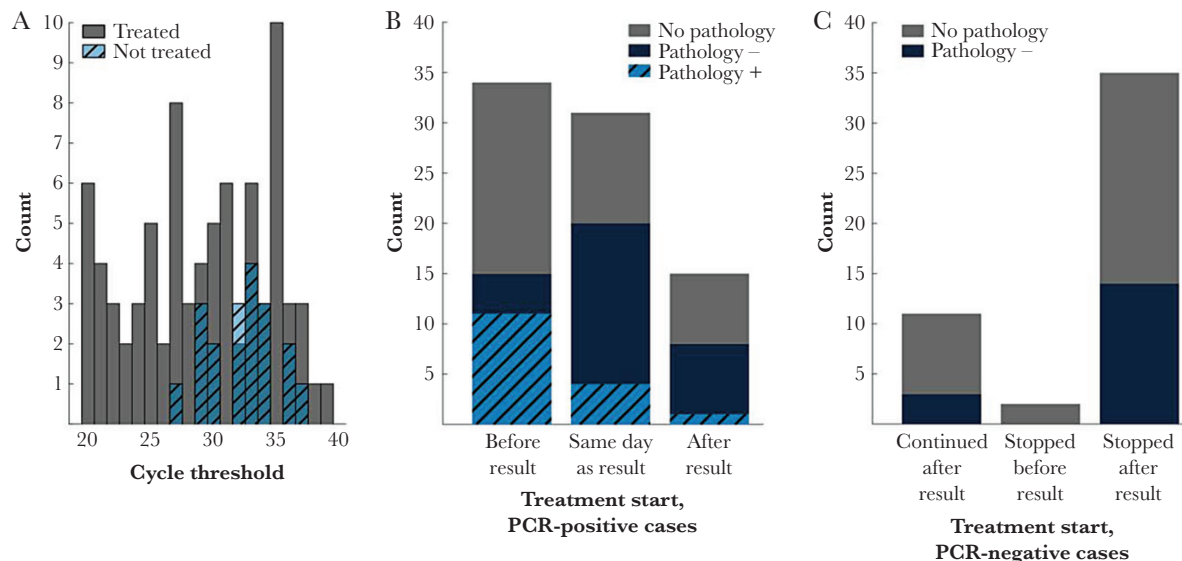 A
Treated
Not treated
10
9
8
7
6
5
4
3
2
1
Count
20
25
30
35
40
Cycle threshold
B
No pathology
Pathology –
Pathology +
40
35
30
25
20
15
10
5
Count
Before
result
Same day
as result
After
result
Treatment start,
PCR-positive cases
C
No pathology
Pathology –
40
35
30
25
20
15
10
5
Count
Continued
after
result
Stopped
before
result
Stopped
after
result
Treatment start,
PCR-negative cases